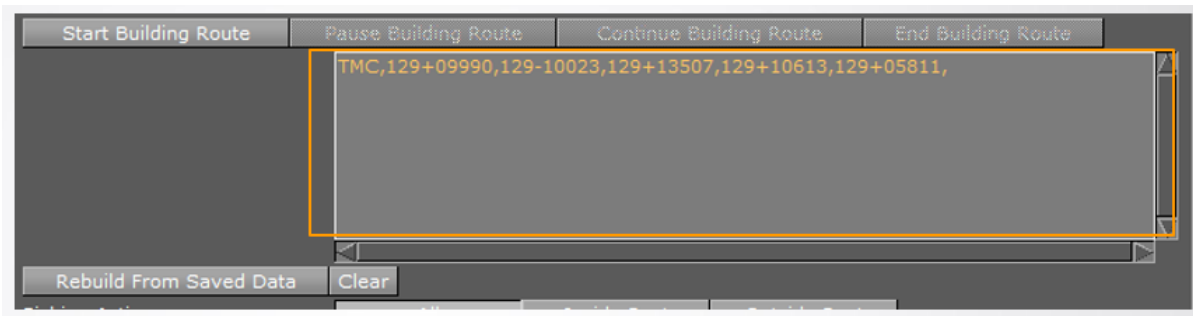 Start Building Route
Pause Building Route
Continue Building Route
End Building Route
TMC,129+09990,129-10023,129+13507,129+10613,129+05811,
Rebuild From Saved Data
Clear